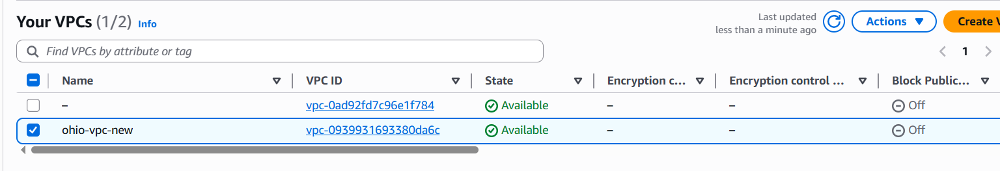 Your VPCs (1/2) Info
Last updated
less than a minute ago
Actions
Create V
Find VPCs by attribute or tag
1
Name VPC ID State Encryption c... Encryption control ... Block Public...
– vpc-0ad92fd7c96e1f784 Available – – Off
ohio-vpc-new vpc-0939931693380da6c Available – – Off